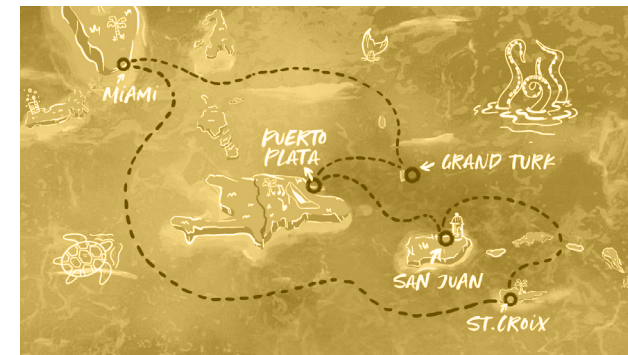 MIAMI
PUERTO
PLATA
GRAND TURK
SAN JUAN
ST. CROIX